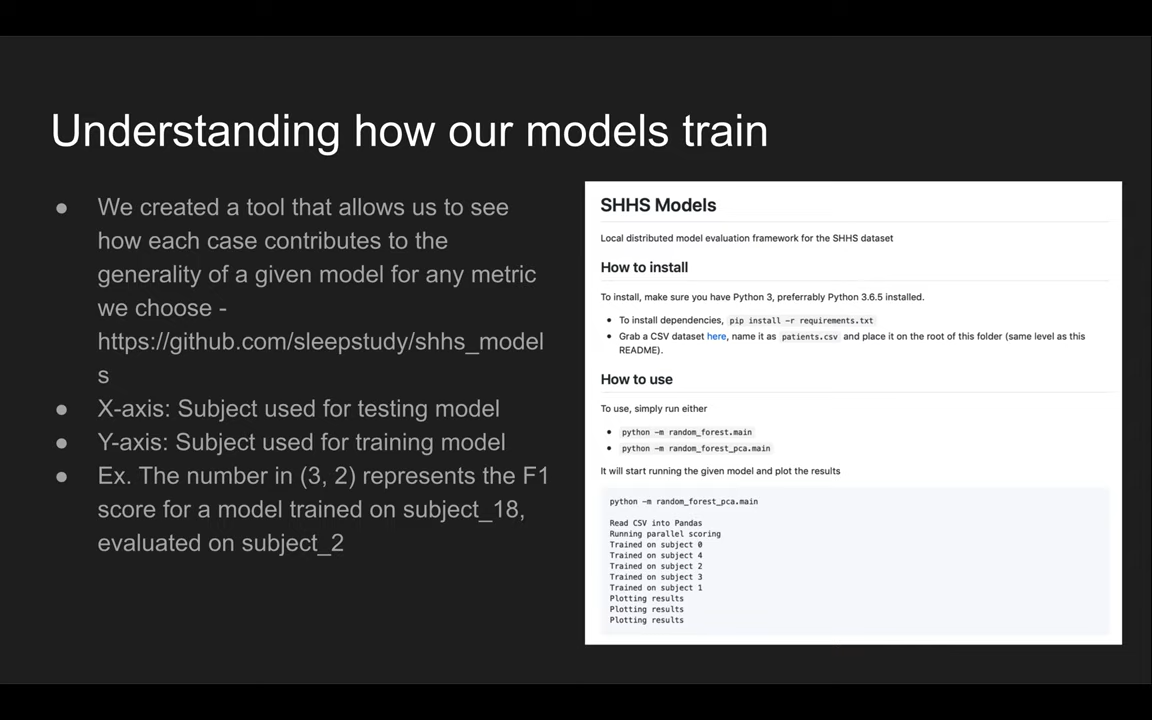 Understanding how our models train
● We created a tool that allows us to see
how each case contributes to the
generality of a given model for any metric
we choose -
https://github.com/sleepstudy/shhs_model
s
● X-axis: Subject used for testing model
● Y-axis: Subject used for training model
● Ex. The number in (3, 2) represents the F1
score for a model trained on subject_18,
evaluated on subject_2
SHHS Models
Local distributed model evaluation framework for the SHHS dataset
How to install
To install, make sure you have Python 3, preferrably Python 3.6.5 installed.
• To install dependencies, pip install -r requirements.txt
• Grab a CSV dataset here, name it as patients.csv and place it on the root of this folder (same level as this
README).
How to use
To use, simply run either
• python -m random_forest.main
• python -m random_forest_pca.main
It will start running the given model and plot the results
python -m random_forest_pca.main
Read CSV into Pandas
Running parallel scoring
Trained on subject 0
Trained on subject 4
Trained on subject 2
Trained on subject 3
Trained on subject 1
Plotting results
Plotting results
Plotting results